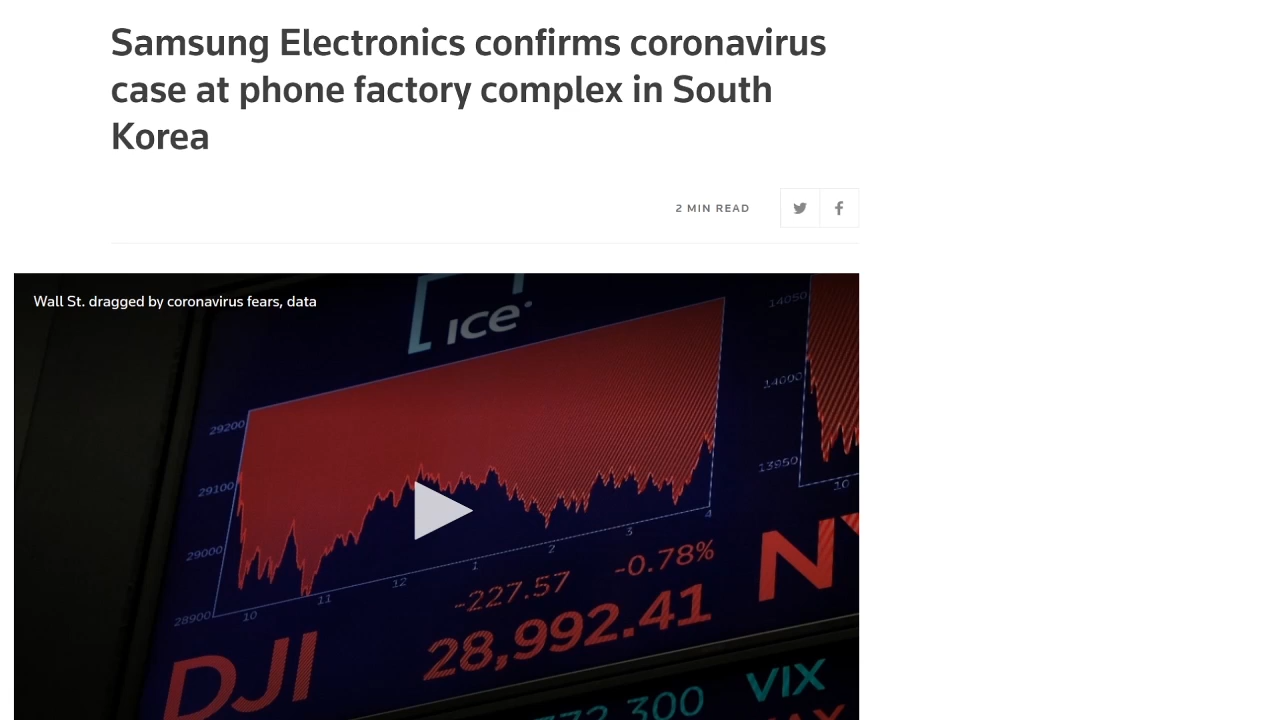 Samsung Electronics confirms coronavirus
case at phone factory complex in South
Korea
2 MIN READ
Wall St. dragged by coronavirus fears, data
ICE
14050
14000
13950
10
29200
29100
29000
28900
10
11
12
1
2
3
4
-227.57
-0.78%
28,992.41
DJI
VIX